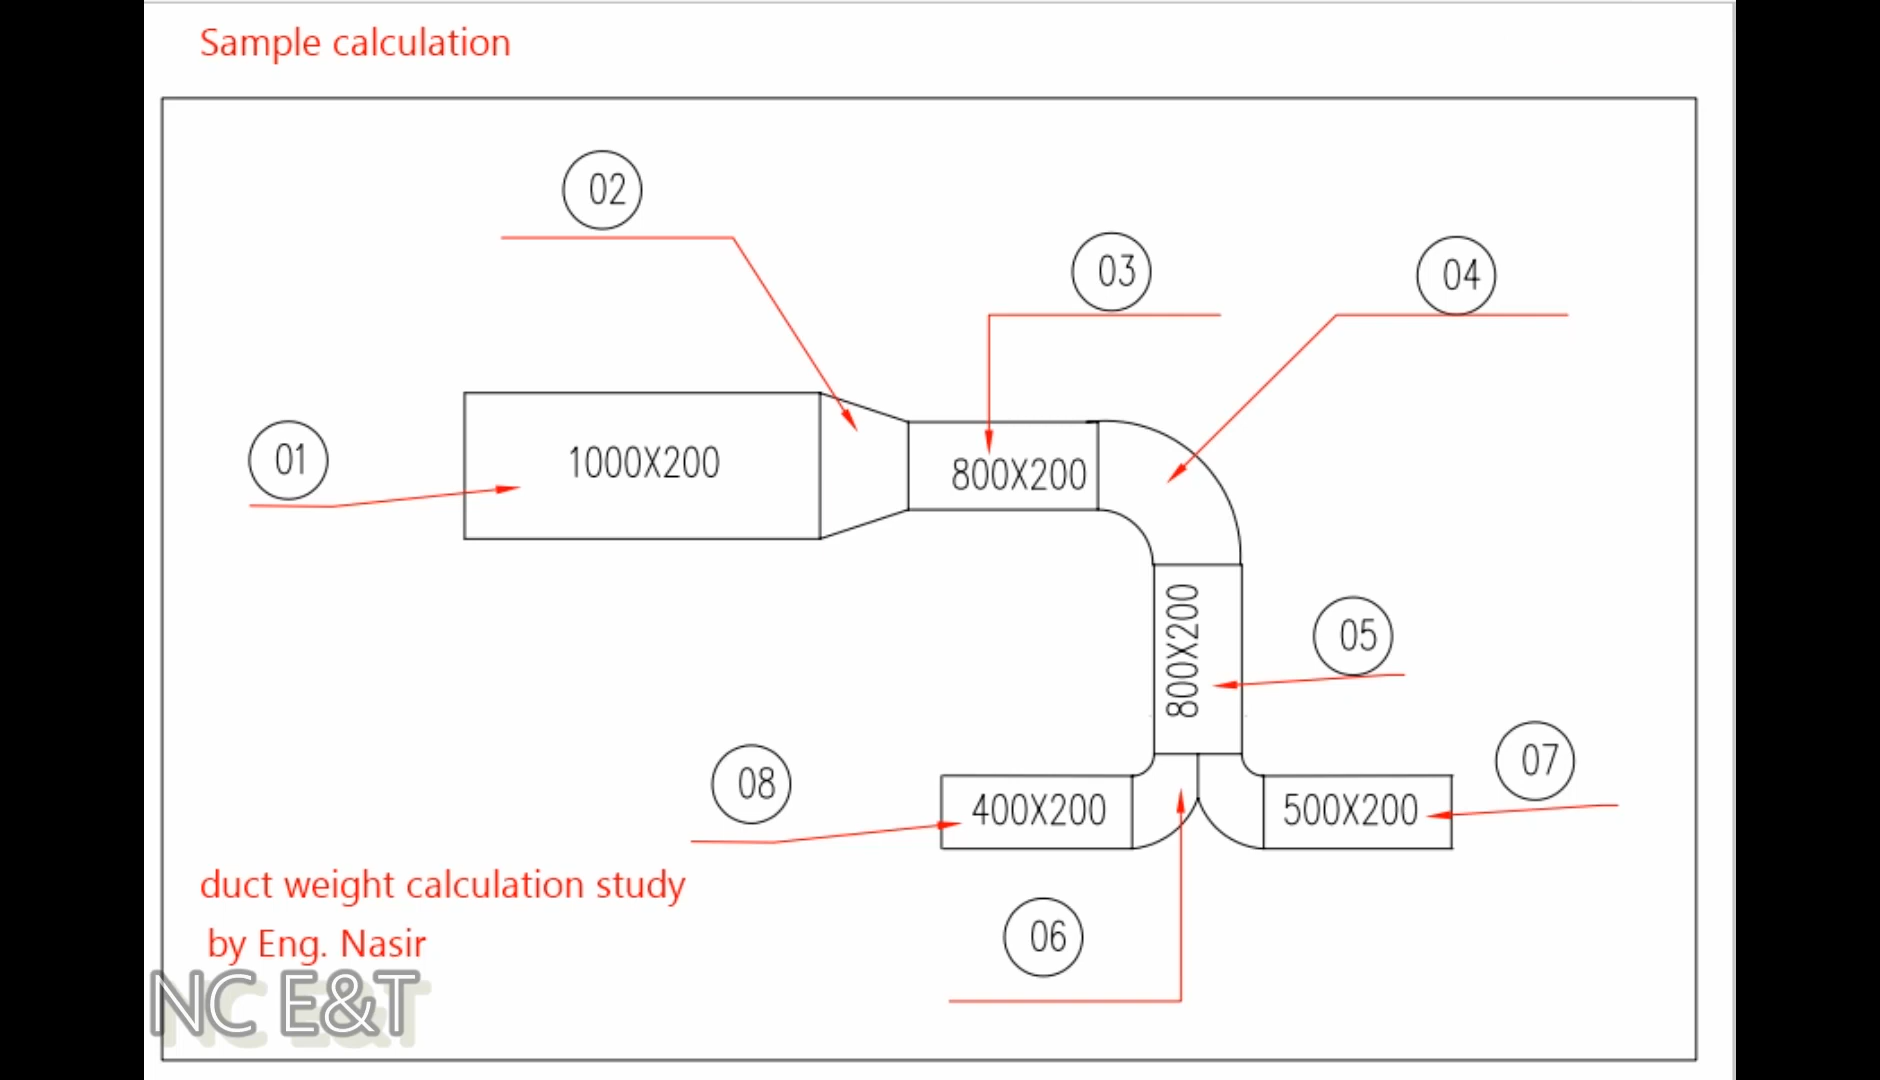 Sample calculation
02
03
04
01
1000X200
800X200
800X200
05
08
400X200
500X200
07
duct weight calculation study
by Eng. Nasir
06
NC E&T